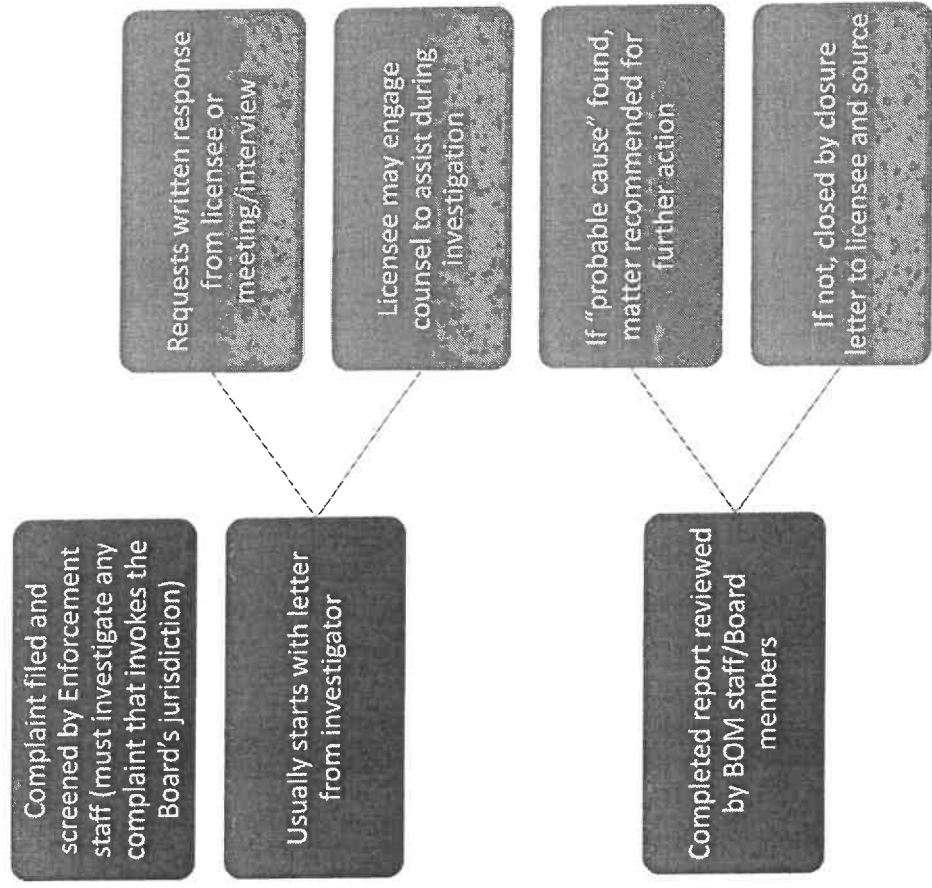 Complaint filed and
screened by Enforcement
staff (must investigate any
complaint that invokes the
Board's jurisdiction)
Usually starts with letter
from investigator
Requests written response
from licensee or
meeting/interview
Licensee may engage
counsel to assist during
investigation
Completed report reviewed
by BOM staff/Board
members
If “probable cause” found,
matter recommended for
further action
If not, closed by closure
letter to licensee and source